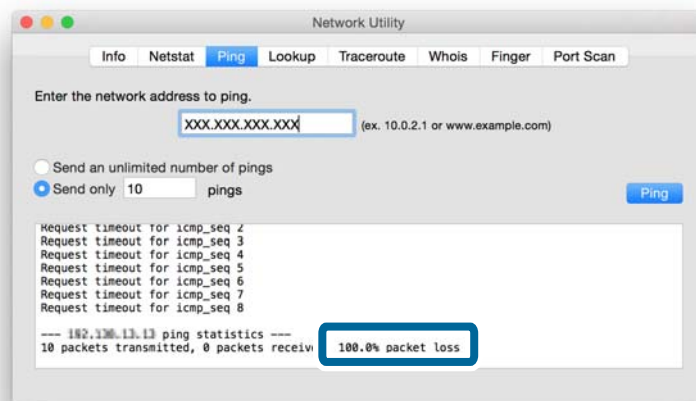 Network Utility
Info Netstat Ping Lookup Traceroute Whois Finger Port Scan
Enter the network address to ping.
XXX.XXX.XXX.XXX (ex. 10.0.2.1 or www.example.com)
Send an unlimited number of pings
Send only 10 pings
Ping
Request timeout for icmp_seq 2
Request timeout for icmp_seq 3
Request timeout for icmp_seq 4
Request timeout for icmp_seq 5
Request timeout for icmp_seq 6
Request timeout for icmp_seq 7
Request timeout for icmp_seq 8
--- ping statistics ---
10 packets transmitted, 0 packets receiv 100.0% packet loss